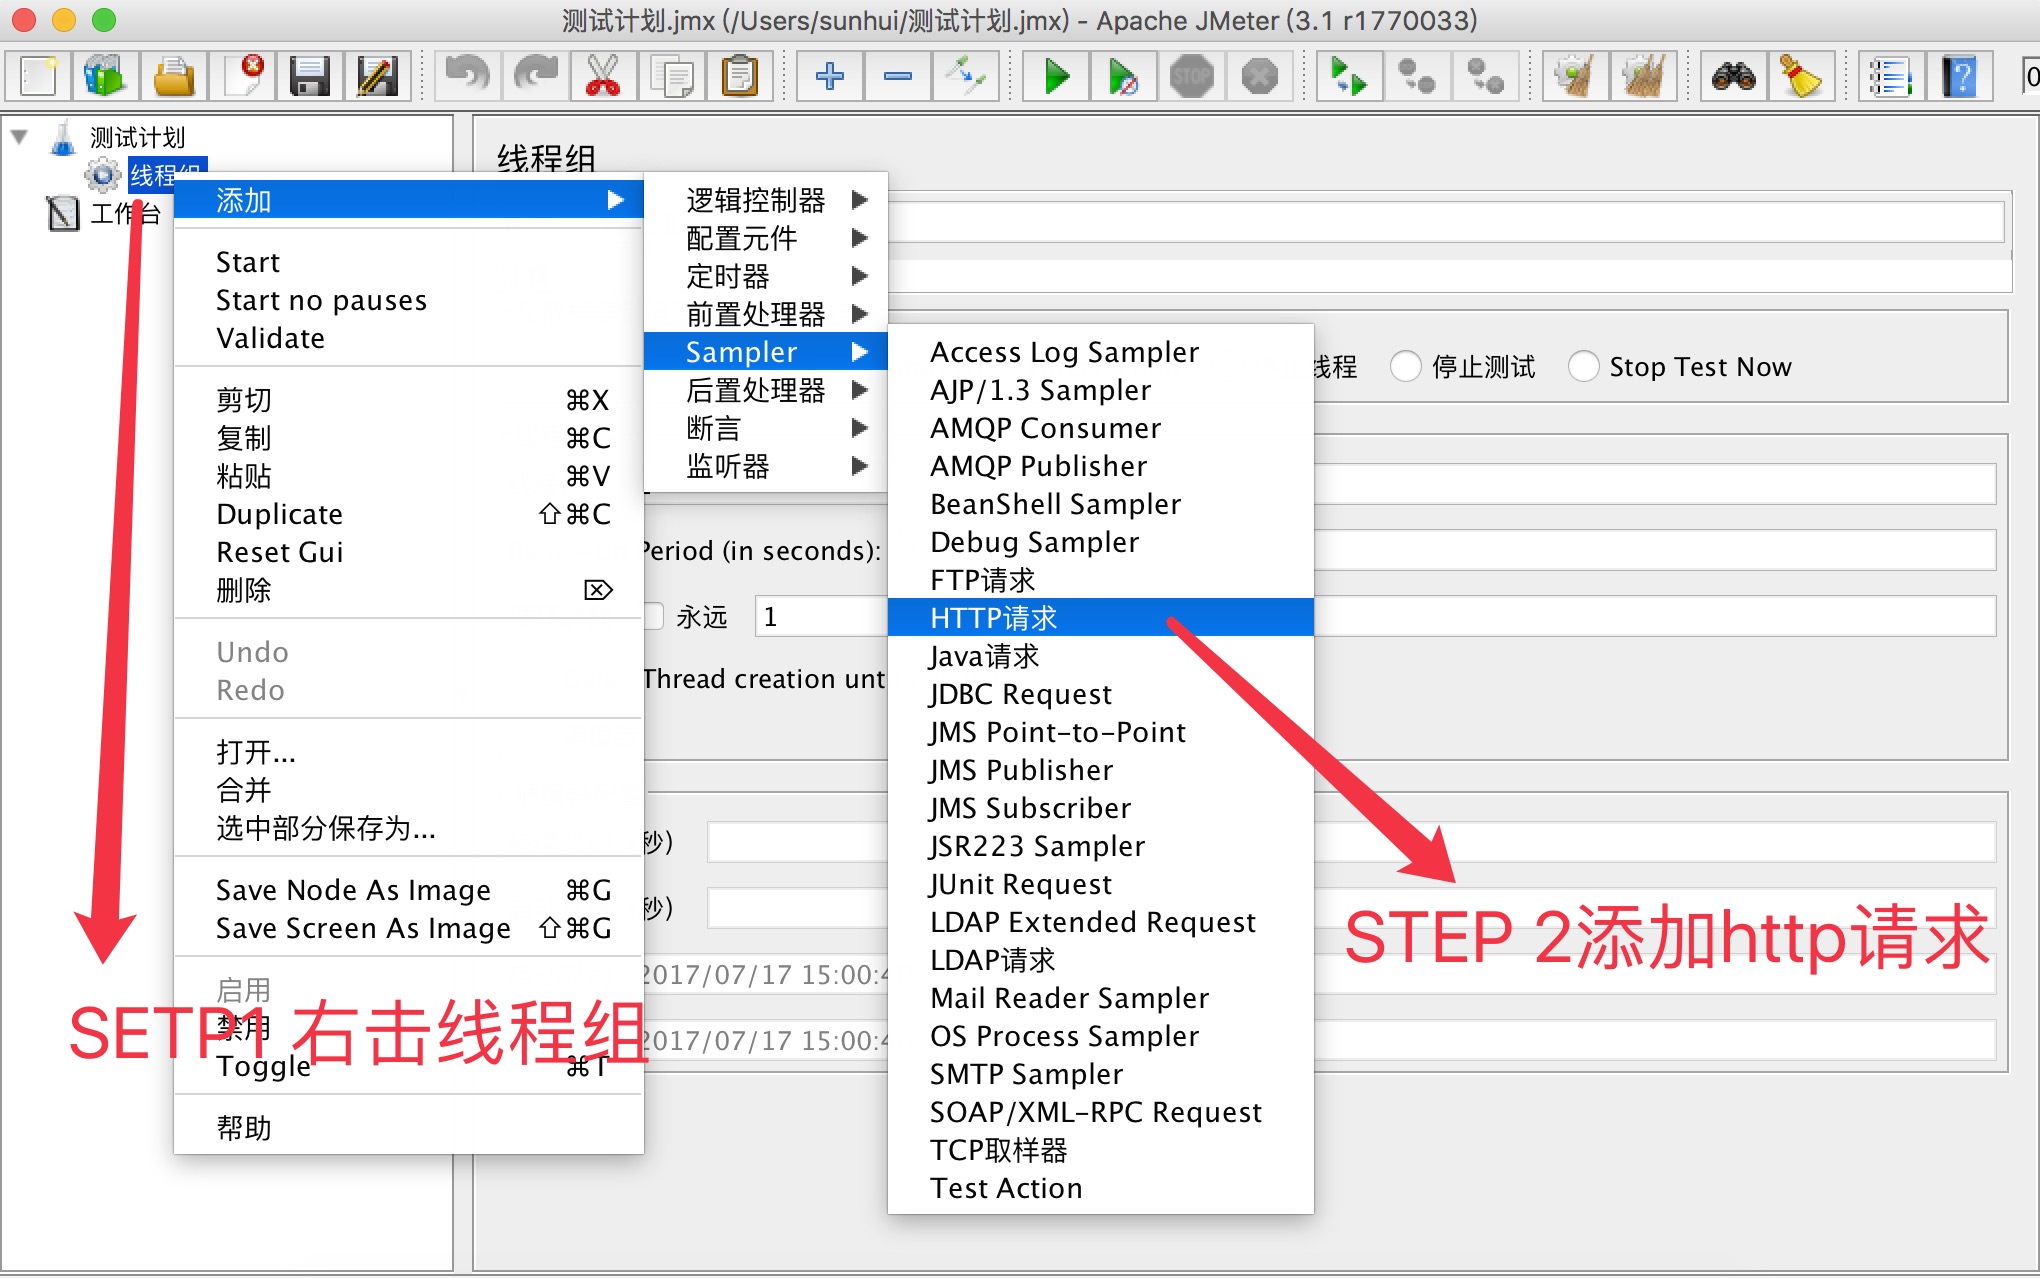 测试计划.jmx (/Users/sunhui/测试计划.jmx) - Apache JMeter (3.1 r1770033)
STOP
STOP
0
测试计划
线程组
工作台
线程组
添加
Start
Start no pauses
Validate
剪切 ⌘X
复制 ⌘C
粘贴 ⌘V
Duplicate ⇧⌘C
Reset Gui
删除 ⌦
Undo
Redo
打开...
合并
选中部分保存为...
Save Node As Image ⌘G
Save Screen As Image ⇧⌘G
启用
禁用
Toggle ⌘T
帮助
逻辑控制器
配置元件
定时器
前置处理器
Sampler
后置处理器
断言
监听器
Access Log Sampler
AJP/1.3 Sampler
AMQP Consumer
AMQP Publisher
BeanShell Sampler
Debug Sampler
FTP请求
HTTP请求
Java请求
JDBC Request
JMS Point-to-Point
JMS Publisher
JMS Subscriber
JSR223 Sampler
JUnit Request
LDAP Extended Request
LDAP请求
Mail Reader Sampler
OS Process Sampler
SMTP Sampler
SOAP/XML-RPC Request
TCP取样器
Test Action
线程 停止测试 Stop Test Now
Period (in seconds):
永远 1
Thread creation unt
秒)
秒)
2017/07/17 15:00:4
2017/07/17 15:00:4
SETP1 右击线程组
STEP 2添加http请求